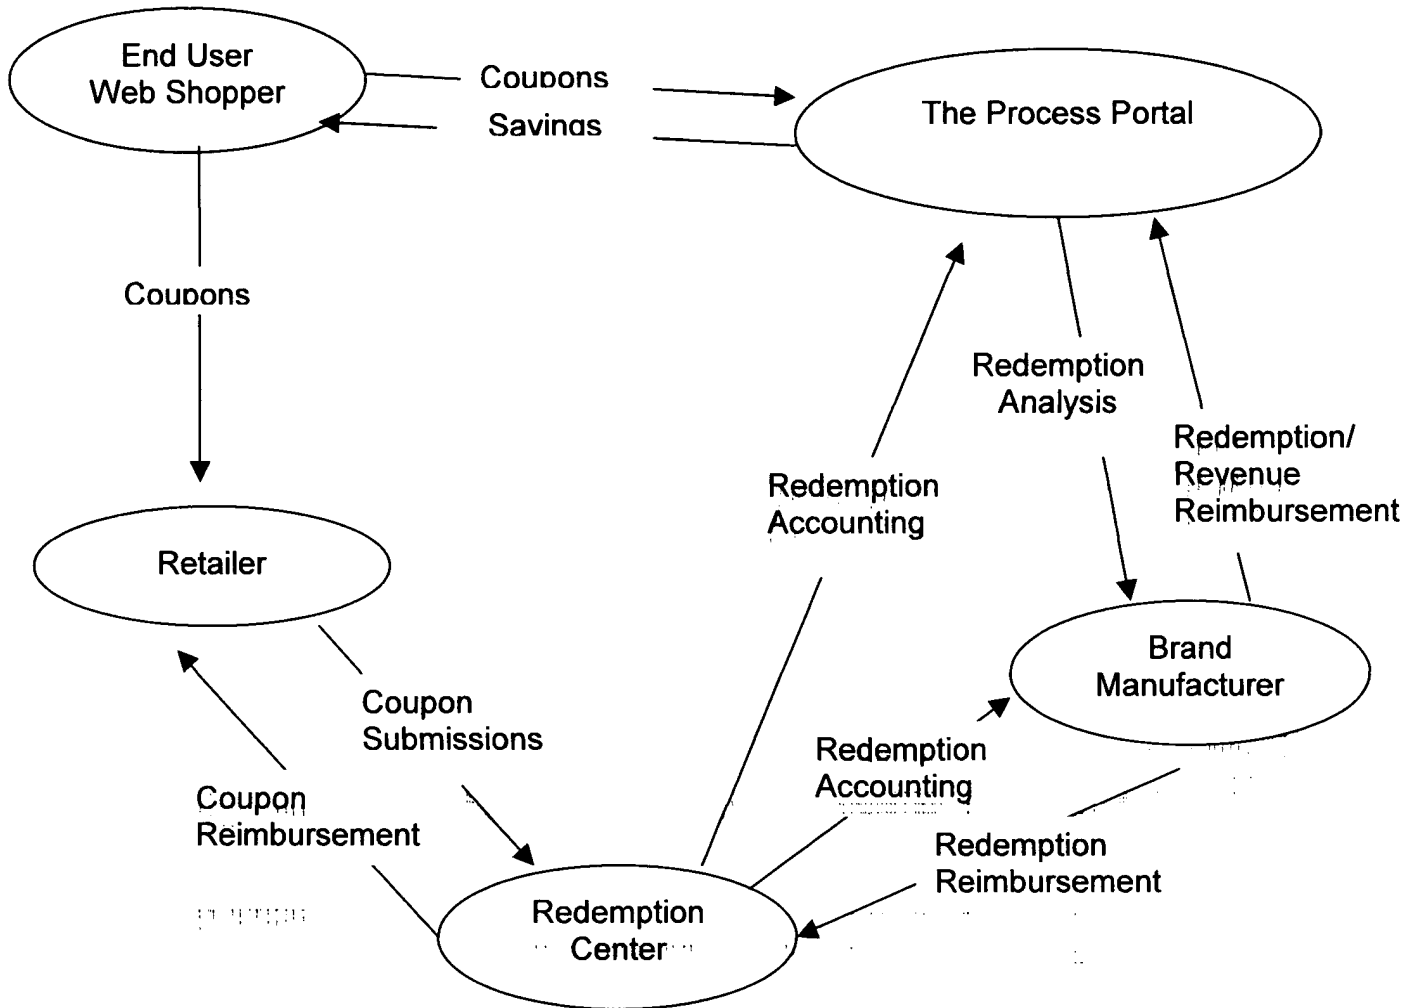 End User
Web Shopper
Coupons
Savings
The Process Portal
Coupons
Redemption
Analysis
Redemption/
Revenue
Reimbursement
Redemption
Accounting
Retailer
Brand
Manufacturer
Coupon
Submissions
Redemption
Accounting
Coupon
Reimbursement
Redemption
Reimbursement
Redemption
Center